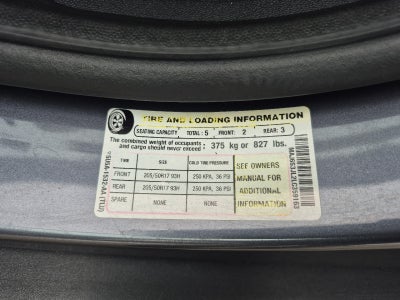 TIRE AND LOADING INFORMATION
SEATING CAPACITY TOTAL: 5 FRONT: 2 REAR: 3
The combined weight of occupants
and cargo should never exceed : 375 kg or 827 lbs.
TIRE SIZE COLD TIRE PRESSURE
FRONT 205/50R17 93H 250 KPA, 36 PSI
REAR 205/50R17 93H 250 KPA, 36 PSI
SPARE NONE NONE
SEE OWNERS
MANUAL FOR
ADDITIONAL
INFORMATION